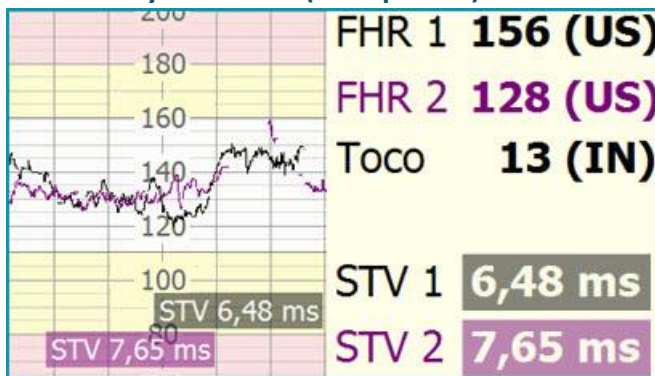 200
180
160
140
120
100
80
STV 6,48 ms
STV 7,65 ms
FHR 1 156 (US)
FHR 2 128 (US)
Toco 13 (IN)
STV 1 6,48 ms
STV 2 7,65 ms